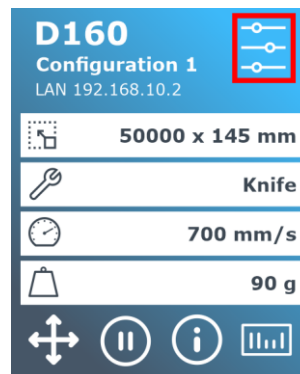 D160
Configuration 1
LAN 192.168.10.2
50000 x 145 mm
Knife
700 mm/s
90 g